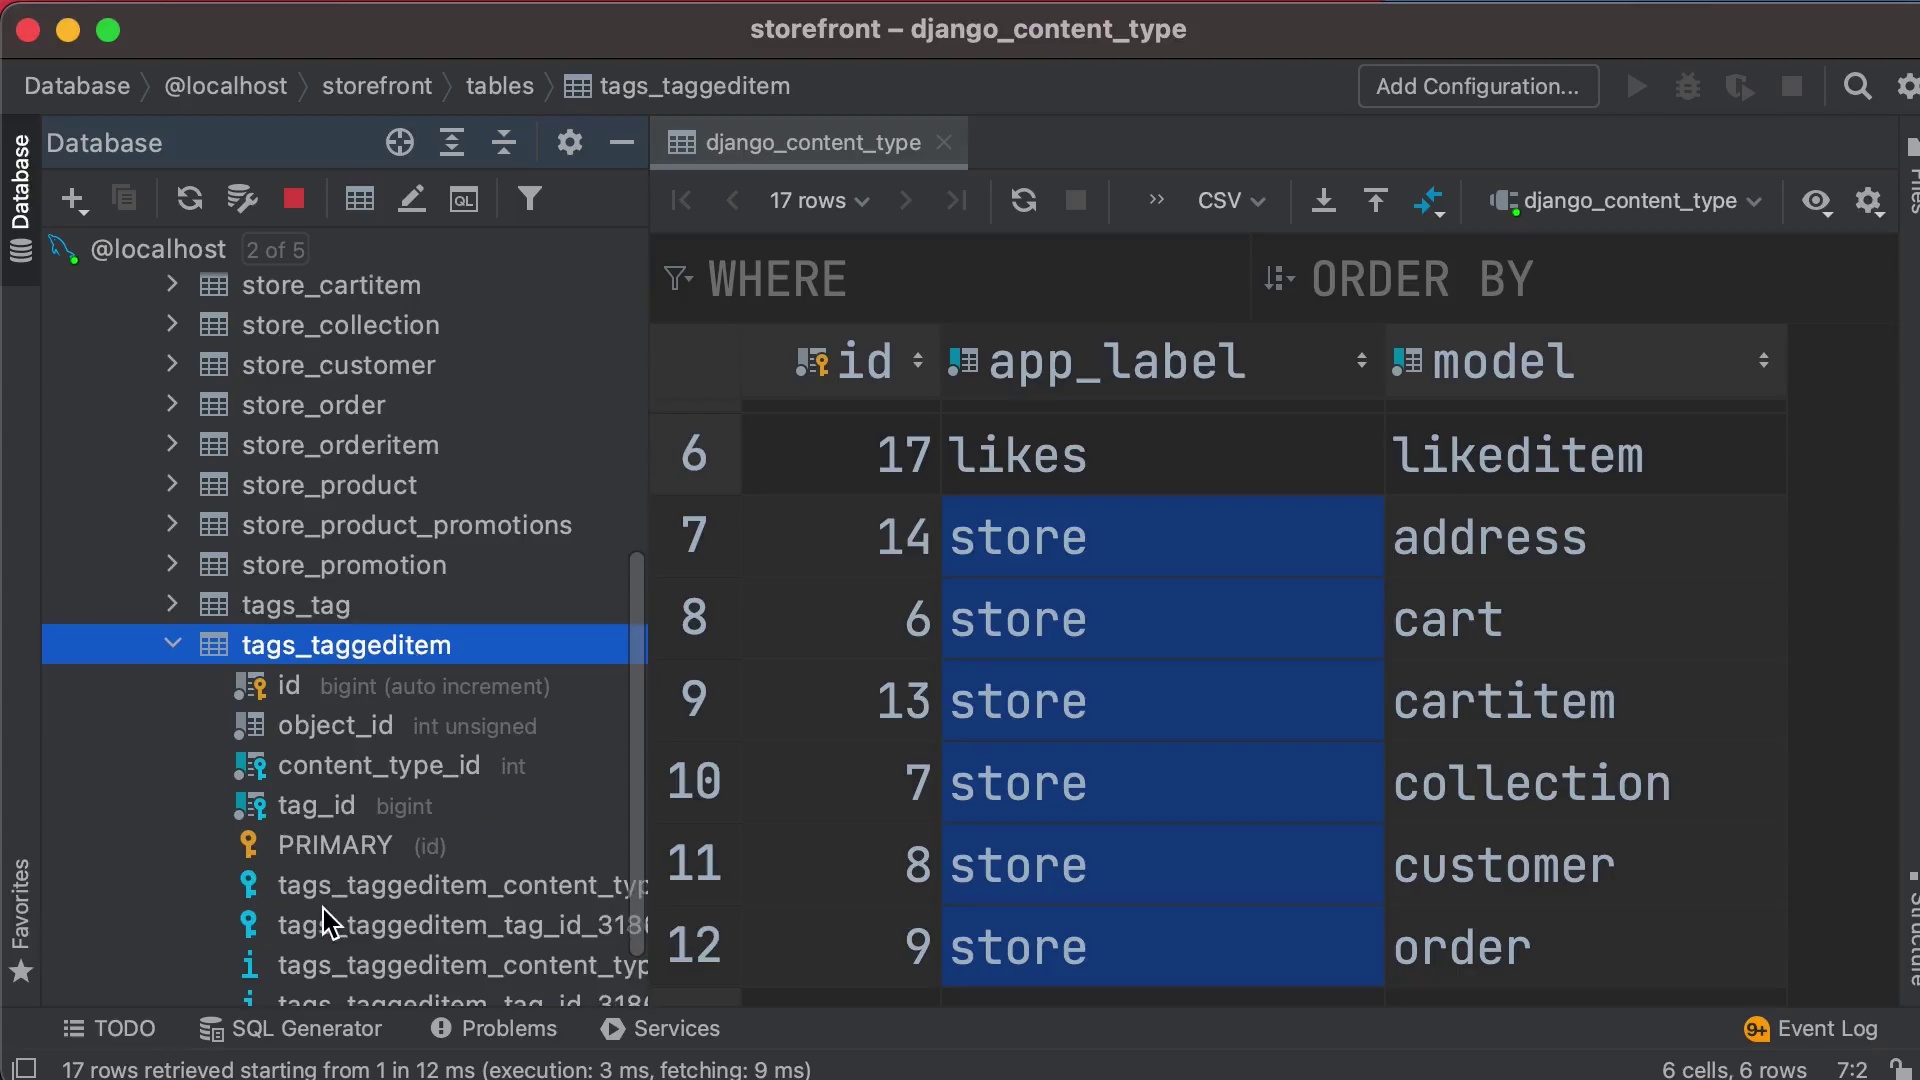 storefront – django_content_type
Database
@localhost
storefront
tables
tags_taggeditem
Add Configuration...
Database
Database
django_content_type
17 rows
CSV
django_content_type
@localhost 2 of 5
WHERE
ORDER BY
store_cartitem
store_collection
store_customer
store_order
store_orderitem
store_product
store_product_promotions
store_promotion
tags_tag
tags_taggeditem
id bigint (auto increment)
object_id int unsigned
content_type_id int
tag_id bigint
PRIMARY (id)
tags_taggeditem_content_typ
tags_taggeditem_tag_id_318
tags_taggeditem_content_typ
tags_taggeditem_tag_id_318
id app_label model
6 17 likes likeditem
7 14 store address
8 6 store cart
9 13 store cartitem
10 7 store collection
11 8 store customer
12 9 store order
Files
Structure
Favorites
TODO
SQL Generator
Problems
Services
9+ Event Log
17 rows retrieved starting from 1 in 12 ms (execution: 3 ms, fetching: 9 ms)
6 cells, 6 rows 7:2